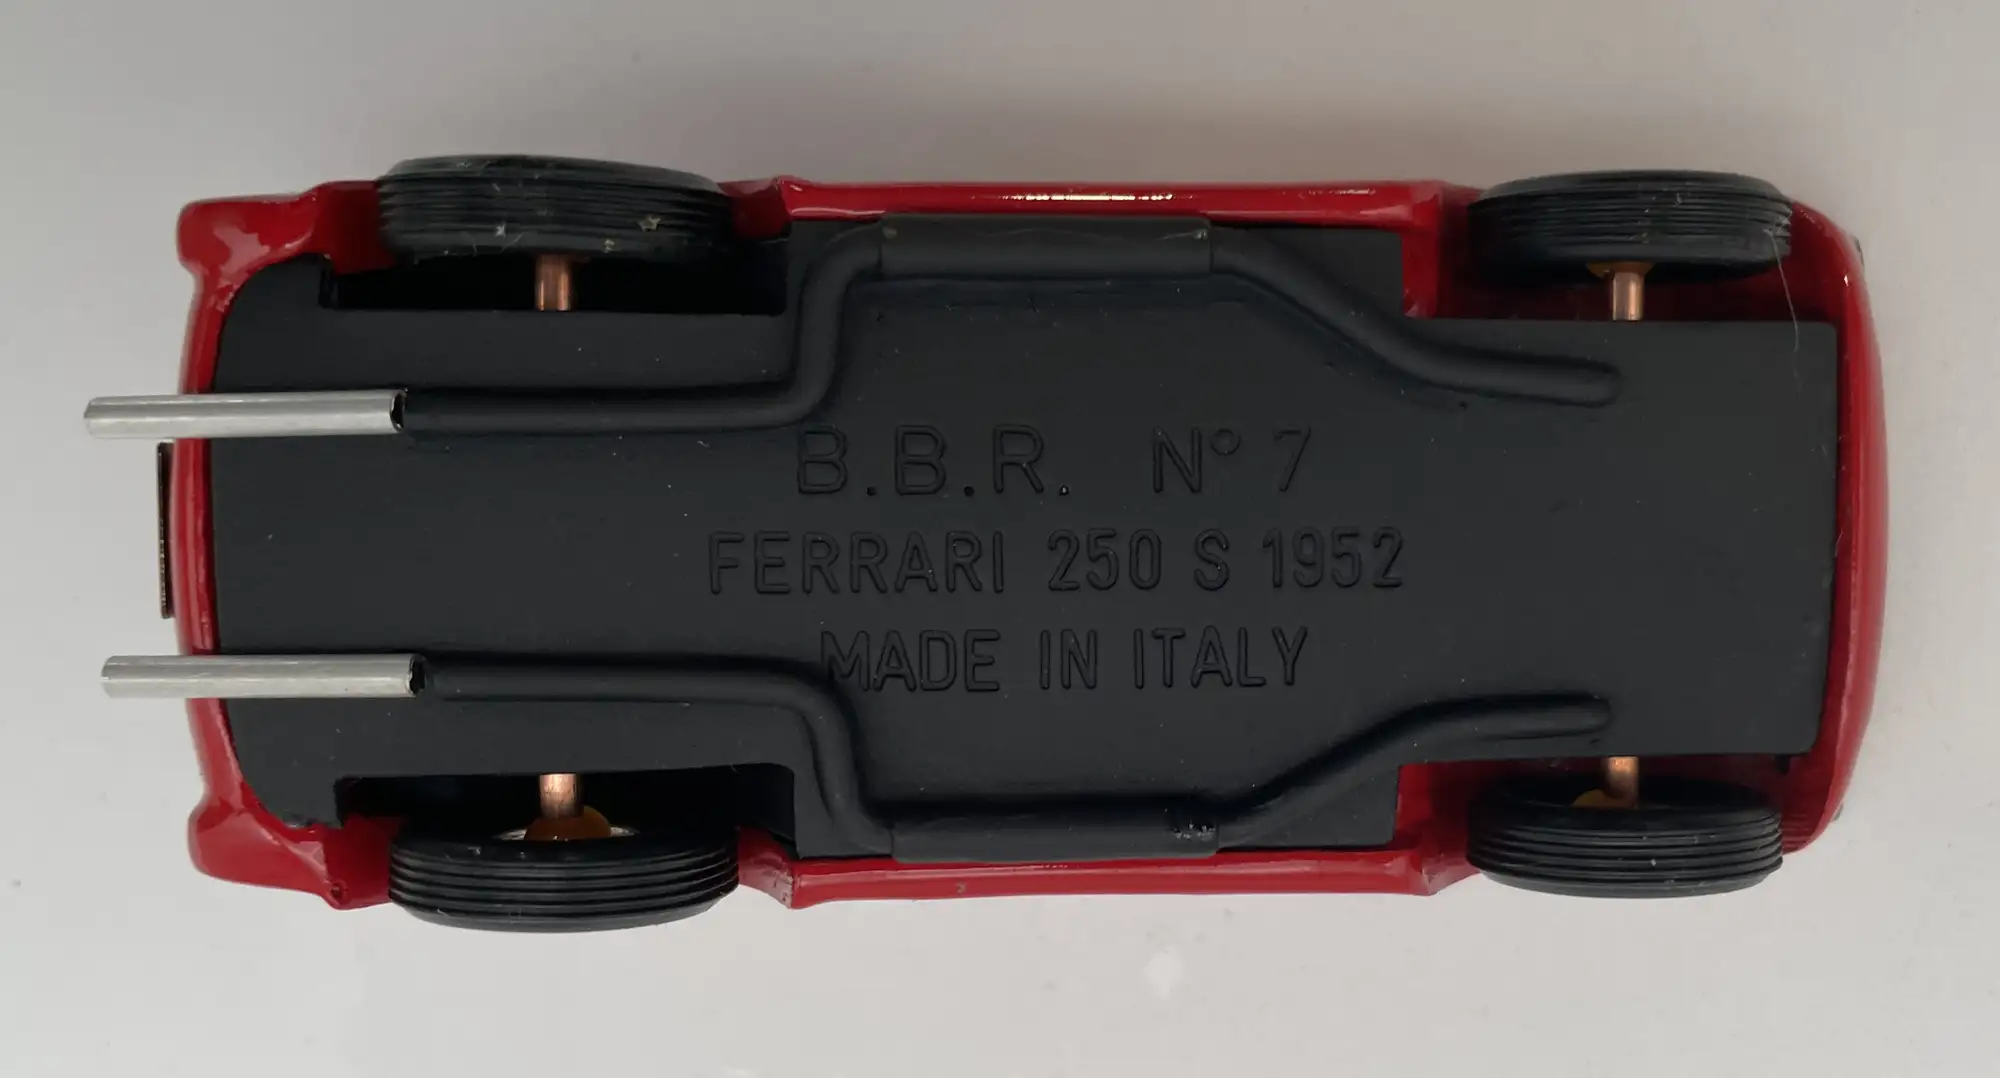 B.B.R. N° 7
FERRARI 250 S 1952
MADE IN ITALY